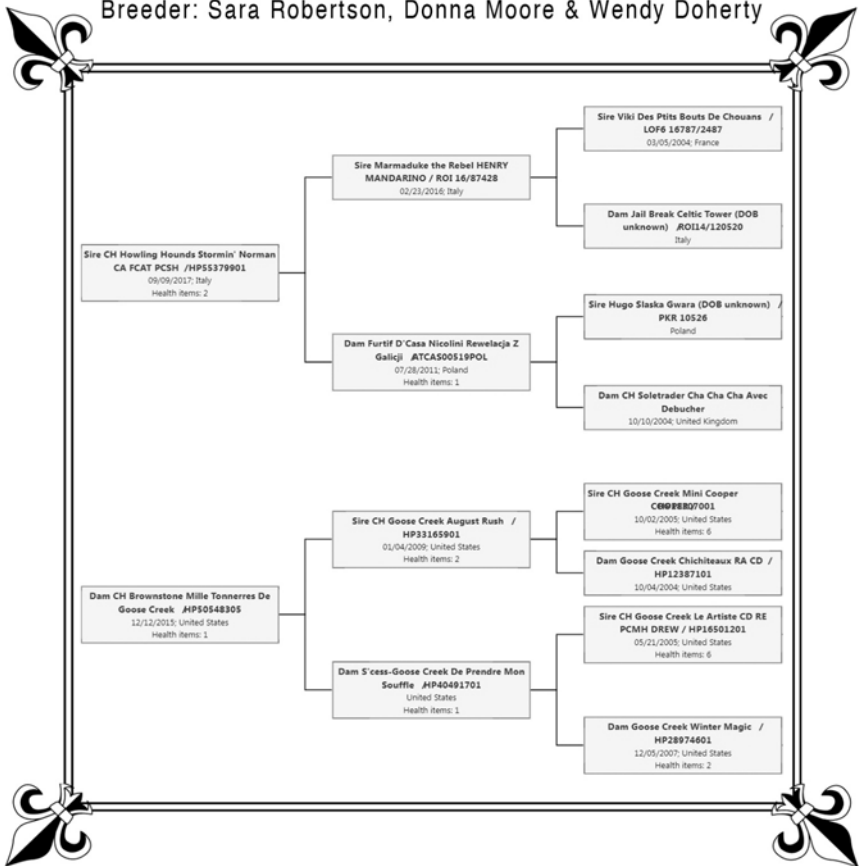 Breeder: Sara Robertson, Donna Moore & Wendy Doherty
Sire CH Howling Hounds Stormin' Norman
CA FCAT PCSH /HP55379901
09/09/2017; Italy
Health items: 2
Sire Marmaduke the Rebel HENRY
MANDARINO / ROI 16/87428
02/23/2016; Italy
Sire Viki Des Ptits Bouts De Chouans /
LOF6 16787/2487
03/05/2004; France
Dam Jail Break Celtic Tower (DOB
unknown) /ROI14/120520
Italy
Dam Furtif D'Casa Nicolini Rewelacja Z
Galicji /ATCAS00519POL
07/28/2011; Poland
Health items: 1
Sire Hugo Slaska Gwara (DOB unknown) /
PKR 10526
Poland
Dam CH Soletrader Cha Cha Cha Avec
Debucher
10/10/2004; United Kingdom
Dam CH Brownstone Mille Tonnerres De
Goose Creek /HP50548305
12/12/2015; United States
Health items: 1
Sire CH Goose Creek August Rush /
HP33165901
01/04/2009; United States
Health items: 2
Sire CH Goose Creek Mini Cooper
10/02/2005; United States
Health items: 6
Dam Goose Creek Chichiteaux RA CD /
HP12387101
10/04/2004; United States
Dam S'cess-Goose Creek De Prendre Mon
Souffle /HP40491701
United States
Health items: 1
Sire CH Goose Creek Le Artiste CD RE
PCMH DREW / HP16501201
05/21/2005; United States
Health items: 6
Dam Goose Creek Winter Magic /
HP28974601
12/05/2007; United States
Health items: 2